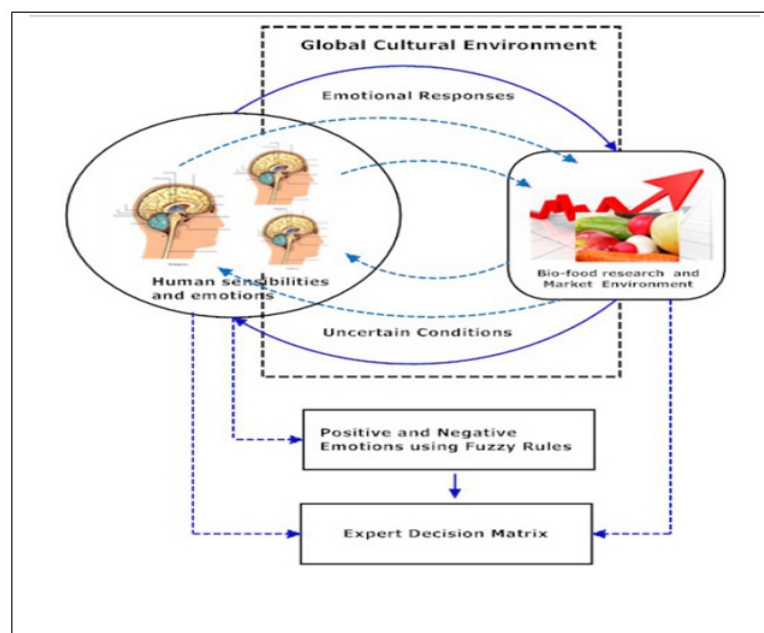 Global Cultural Environment
Emotional Responses
Human sensibilities
and emotions
Bio-food research and
Market Environment
Uncertain Conditions
Positive and Negative
Emotions using Fuzzy Rules
Expert Decision Matrix